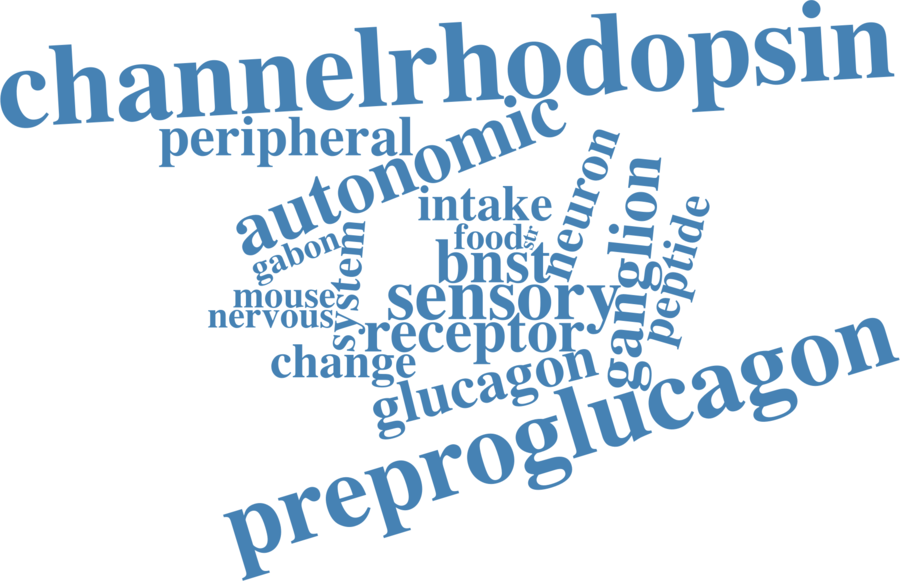 channelrhodopsin
peripheral
autonomic
intake
neuron
ganglion
peptide
food
str
gabon
system
bnst
mouse
sensory
nervous
receptor
change
glucagon
preproglucagon